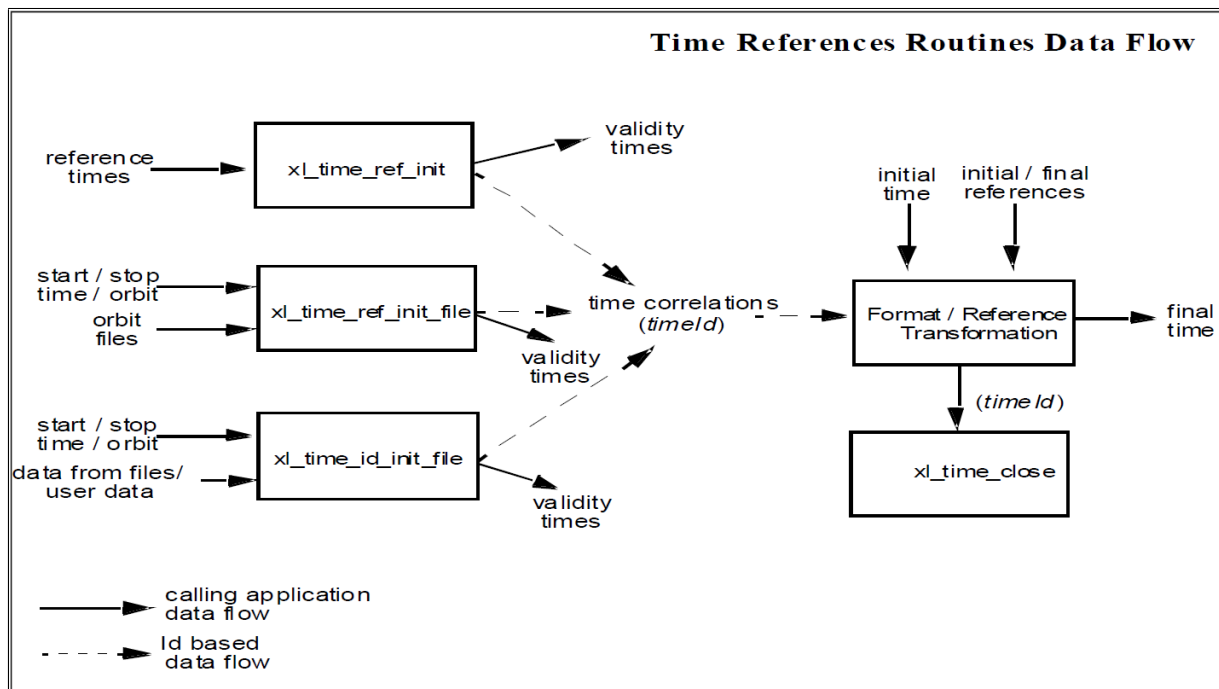 Time References Routines Data Flow
reference
times
xl_time_ref_init
validity
times
initial
time
initial / final
references
start / stop
time / orbit
orbit
files
xl_time_ref_init_file
validity
times
time correlations
(timeId)
Format / Reference
Transformation
final
time
(timeId)
xl_time_close
start / stop
time / orbit
data from files/
user data
xl_time_id_init_file
validity
times
calling application
data flow
Id based
data flow